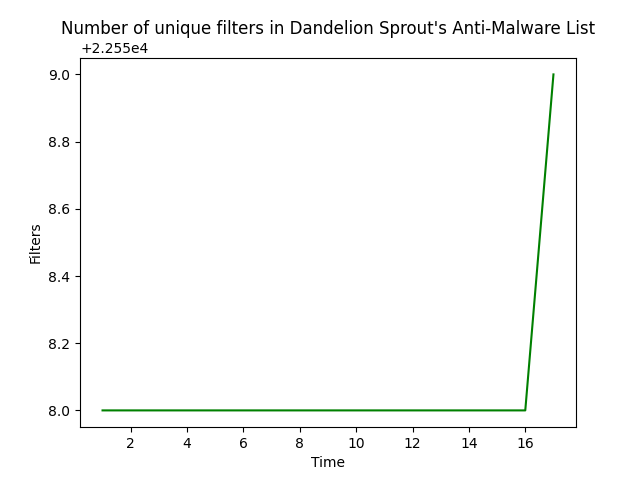 Number of unique filters in Dandelion Sprout's Anti-Malware List
+2.255e4
9.0
8.8
8.6
8.4
8.2
8.0
Filters
2 4 6 8 10 12 14 16
Time